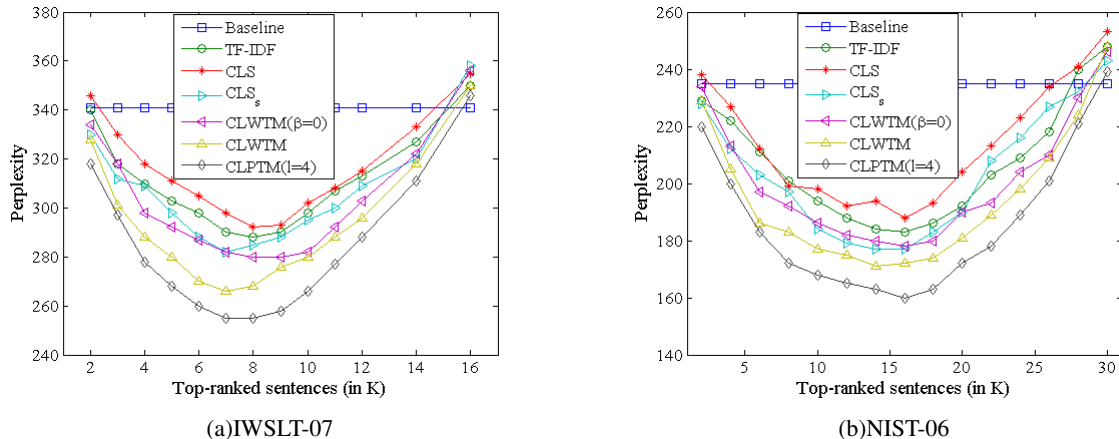 380
360
340
320
300
280
260
240
Perplexity
2
4
6
8
10
12
14
16
Top-ranked sentences (in K)
Baseline
TF-IDF
CLS
CLSs
CLWTM(β=0)
CLWTM
CLPTM(l=4)
(a)IWSLT-07
260
240
220
200
180
160
140
Perplexity
5
10
15
20
25
30
Top-ranked sentences (in K)
Baseline
TF-IDF
CLS
CLSs
CLWTM(β=0)
CLWTM
CLPTM(l=4)
(b)NIST-06